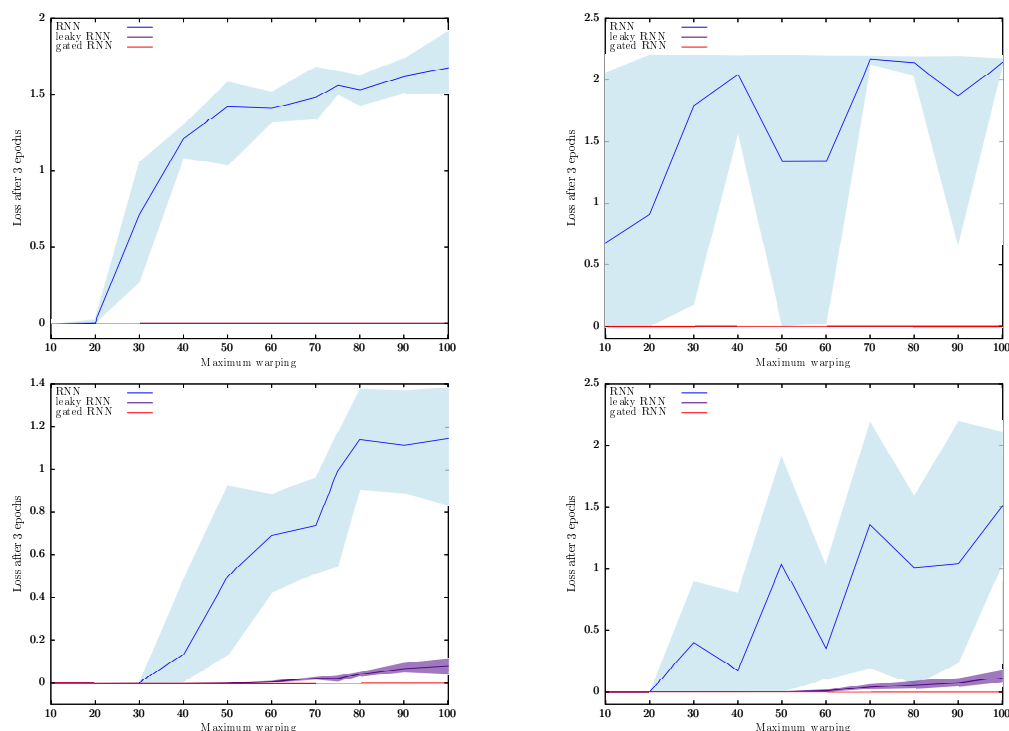 2
1.5
1
0.5
0
RNN
leaky RNN
gated RNN
Loss after 3 epochs
10 20 30 40 50 60 70 80 90 100
Maximum warping
2.5
2
1.5
1
0.5
0
RNN
leaky RNN
gated RNN
Loss after 3 epochs
10 20 30 40 50 60 70 80 90 100
Maximum warping
1.4
1.2
1
0.8
0.6
0.4
0.2
0
RNN
leaky RNN
gated RNN
Loss after 3 epochs
10 20 30 40 50 60 70 80 90 100
Maximum warping
2.5
2
1.5
1
0.5
0
RNN
leaky RNN
gated RNN
Loss after 3 epochs
10 20 30 40 50 60 70 80 90 100
Maximum warping